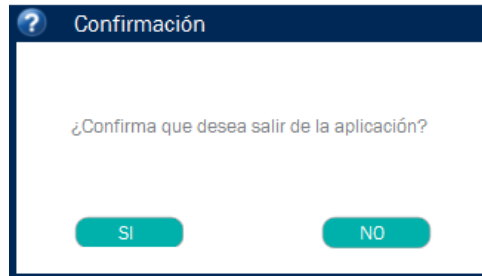 Confirmación
¿Confirma que desea salir de la aplicación?
SI
NO